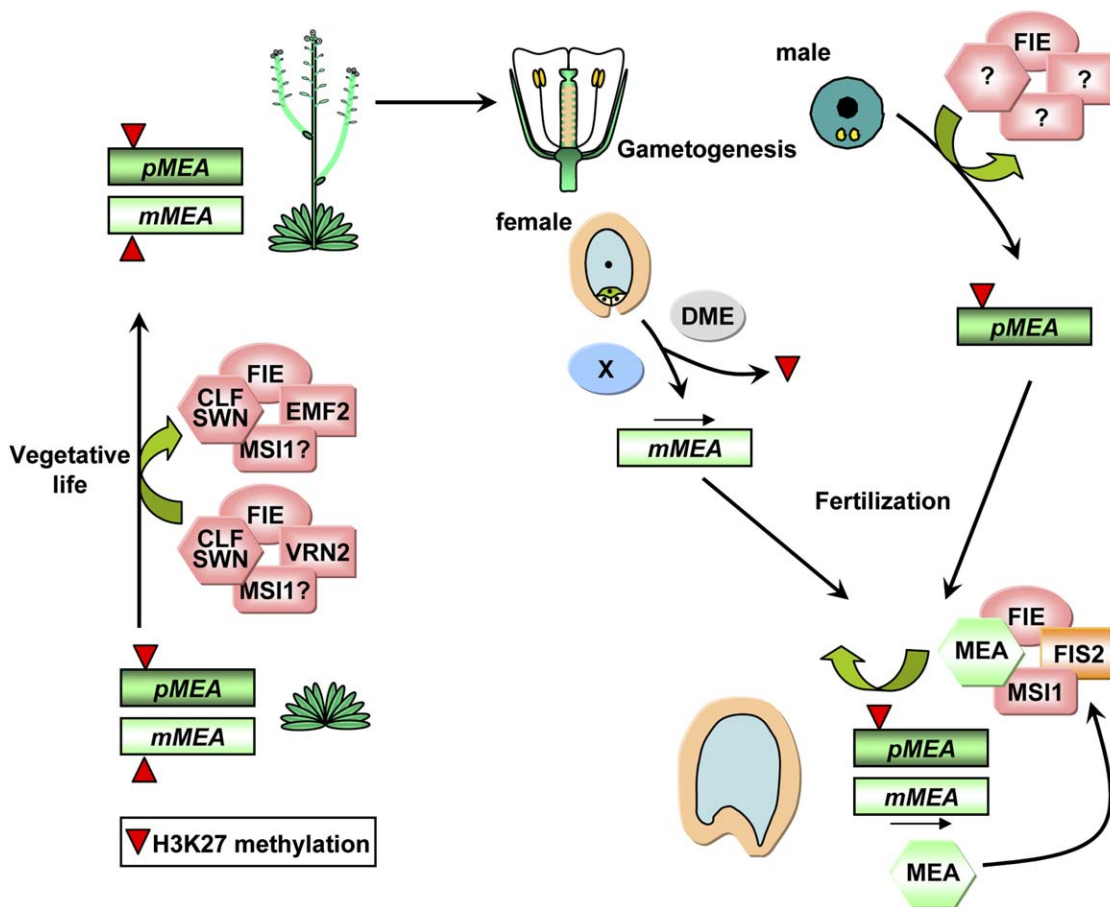 male
FIE
?
?
?
pMEA
mMEA
Gametogenesis
female
DME
X
pMEA
mMEA
FIE
CLF
SWN
EMF2
MSI1?
Vegetative
life
FIE
CLF
SWN
VRN2
MSI1?
Fertilization
FIE
MEA
FIS2
MSI1
pMEA
mMEA
pMEA
mMEA
MEA
H3K27 methylation